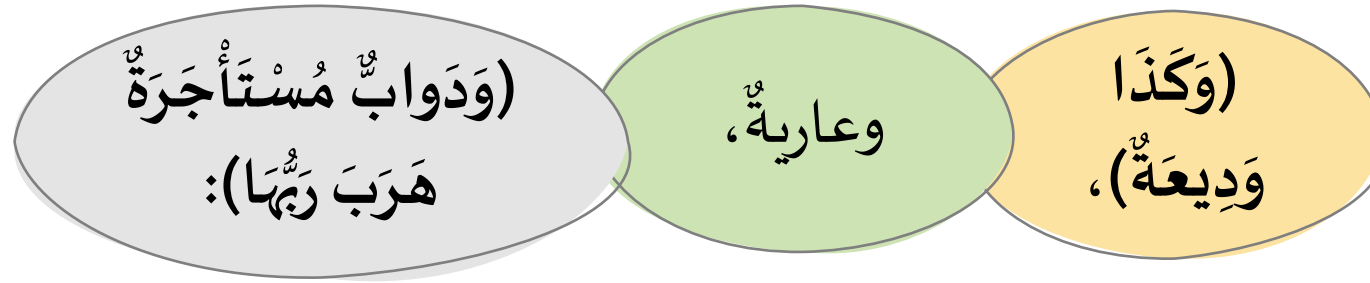 (وَكَذَا
وَدِيعَةٌ)،
وعاريةٌ،
(وَدَوابٌّ مُسْتَأْجَرَةٌ
هَرَبَ رَبُّهَا):